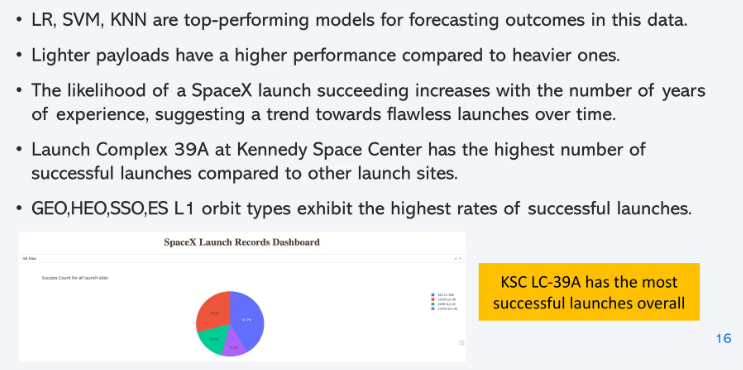 • LR, SVM, KNN are top-performing models for forecasting outcomes in this data.
• Lighter payloads have a higher performance compared to heavier ones.
• The likelihood of a SpaceX launch succeeding increases with the number of years
of experience, suggesting a trend towards flawless launches over time.
• Launch Complex 39A at Kennedy Space Center has the highest number of
successful launches compared to other launch sites.
• GEO,HEO,SSO,ES L1 orbit types exhibit the highest rates of successful launches.
SpaceX Launch Records Dashboard
All Sites
Success Count for all launch sites
KSC LC-39A has the most
successful launches overall
16